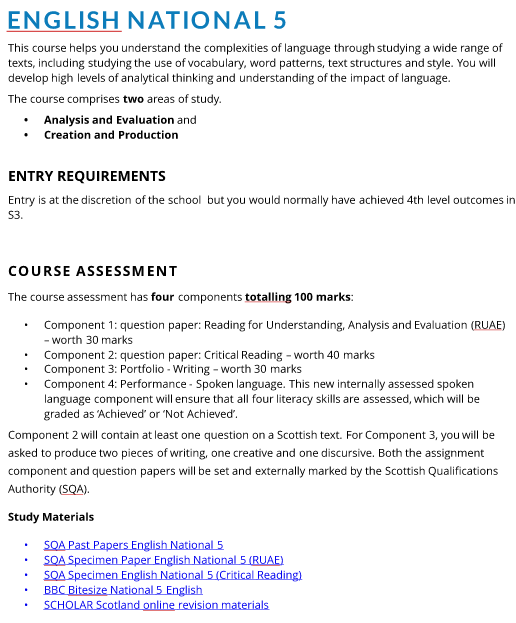 ENGLISH NATIONAL 5
This course helps you understand the complexities of language through studying a wide range of
texts, including studying the use of vocabulary, word patterns, text structures and style. You will
develop high levels of analytical thinking and understanding of the impact of language.
The course comprises two areas of study.
• Analysis and Evaluation and
• Creation and Production
ENTRY REQUIREMENTS
Entry is at the discretion of the school but you would normally have achieved 4th level outcomes in
S3.
COURSE ASSESSMENT
The course assessment has four components totalling 100 marks:
• Component 1: question paper: Reading for Understanding, Analysis and Evaluation (RUAE)
– worth 30 marks
• Component 2: question paper: Critical Reading – worth 40 marks
• Component 3: Portfolio - Writing – worth 30 marks
• Component 4: Performance - Spoken language. This new internally assessed spoken
language component will ensure that all four literacy skills are assessed, which will be
graded as ‘Achieved’ or ‘Not Achieved’.
Component 2 will contain at least one question on a Scottish text. For Component 3, you will be
asked to produce two pieces of writing, one creative and one discursive. Both the assignment
component and question papers will be set and externally marked by the Scottish Qualifications
Authority (SQA).
Study Materials
• SQA Past Papers English National 5
• SQA Specimen Paper English National 5 (RUAE)
• SQA Specimen English National 5 (Critical Reading)
• BBC Bitesize National 5 English
• SCHOLAR Scotland online revision materials